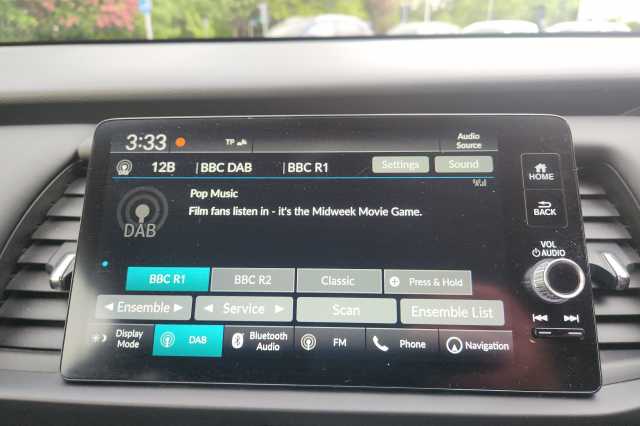 3:33
TP
Audio Source
DAB
12B
BBC DAB
BBC R1
Settings
Sound
HOME
BACK
Pop Music
Film fans listen in - it's the Midweek Movie Game.
DAB
VOL
AUDIO
BBC R1
BBC R2
Classic
Press & Hold
Ensemble
Service
Scan
Ensemble List
Display Mode
DAB
Bluetooth Audio
FM
Phone
Navigation